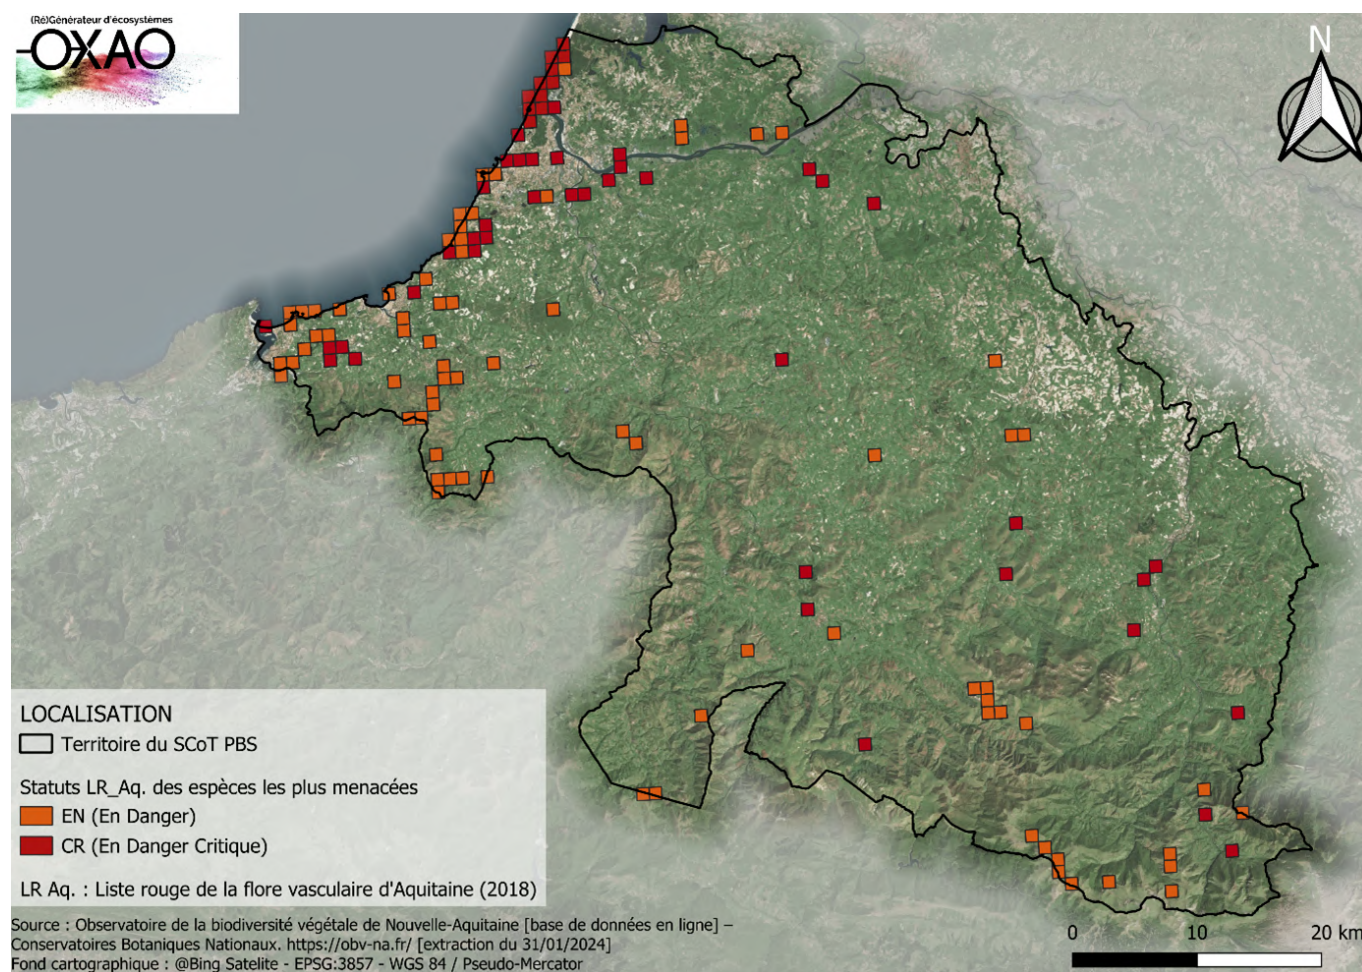 (Ré)Générateur d'écosystèmes
OXAO
N
LOCALISATION
Territoire du SCoT PBS
Statuts LR_Aq. des espèces les plus menacées
EN (En Danger)
CR (En Danger Critique)
LR Aq. : Liste rouge de la flore vasculaire d'Aquitaine (2018)
Source : Observatoire de la biodiversité végétale de Nouvelle-Aquitaine [base de données en ligne] –
Conservatoires Botaniques Nationaux. https://obv-na.fr/ [extraction du 31/01/2024]
Fond cartographique : @Bing Satelite - EPSG:3857 - WGS 84 / Pseudo-Mercator
0 10 20 km